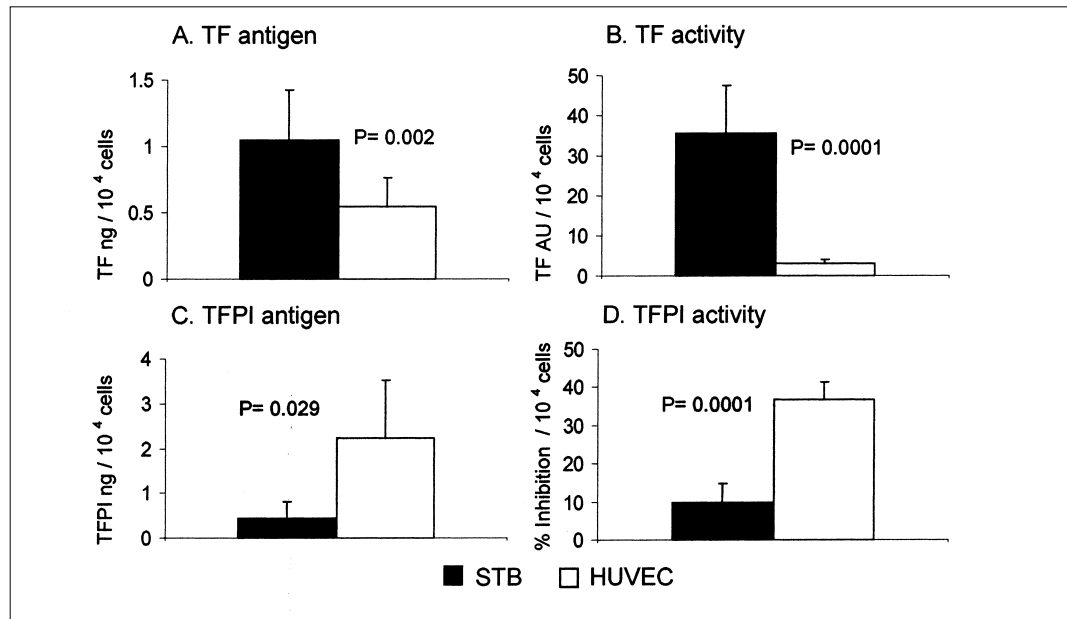 A. TF antigen
1.5
1
0.5
0
TF ng / 10 4 cells
P= 0.002
B. TF activity
50
40
30
20
10
0
TF AU / 10 4 cells
P= 0.0001
C. TFPI antigen
4
3
2
1
0
TFPI ng / 10 4 cells
P= 0.029
D. TFPI activity
50
40
30
20
10
0
% Inhibition / 10 4 cells
P= 0.0001
STB
HUVEC